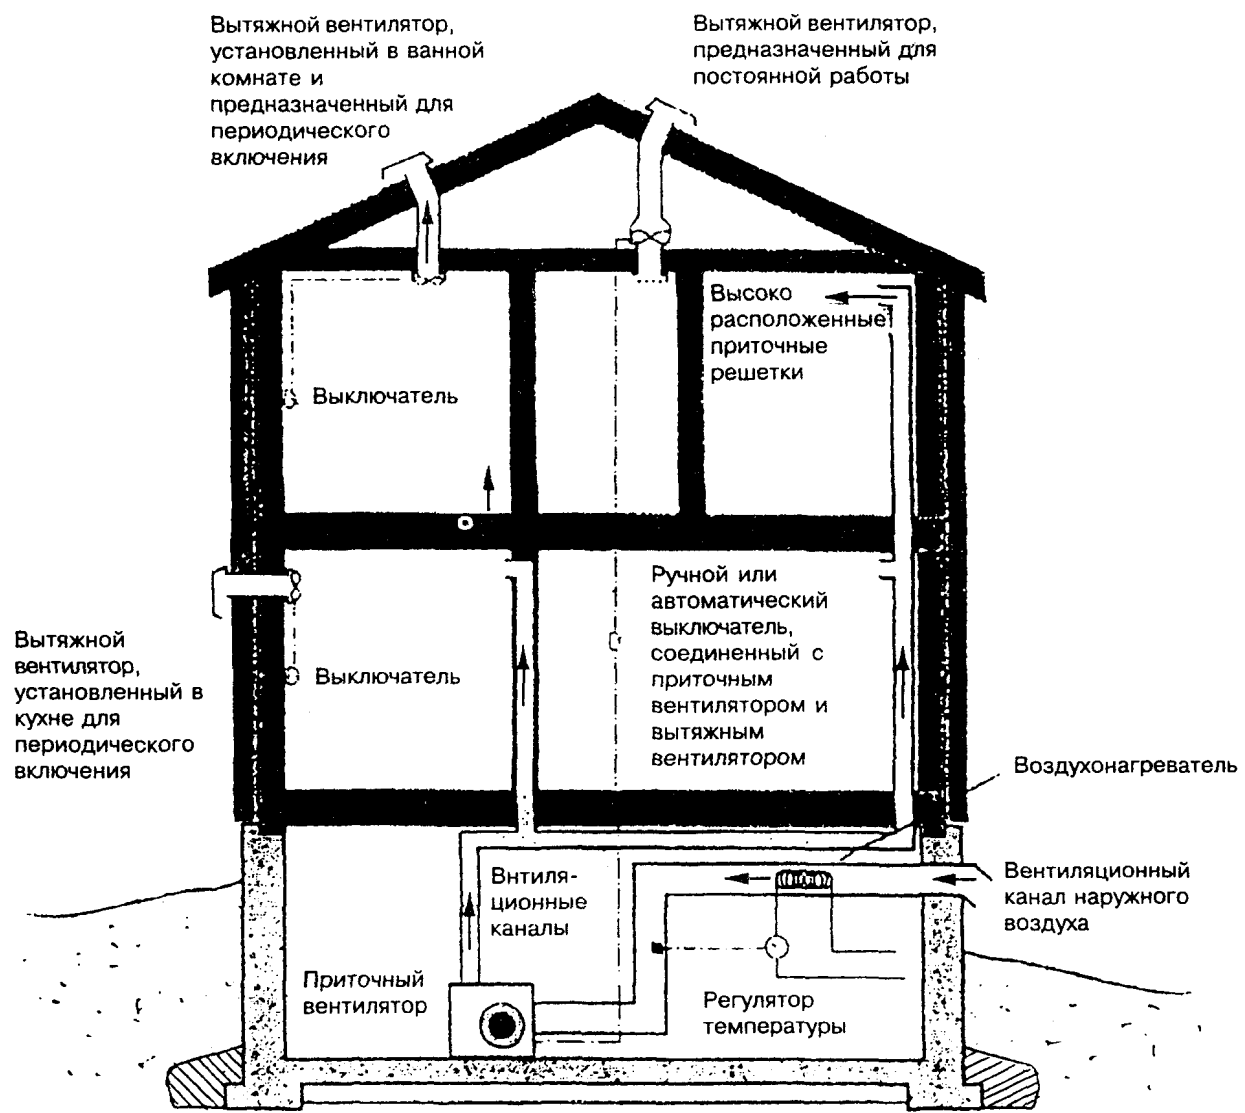 Вытяжной вентилятор,
установленный в ванной
комнате и
предназначенный для
периодического
включения
Вытяжной вентилятор,
предназначенный для
постоянной работы
Высоко
расположенные
приточные
решетки
Выключатель
Ручной или
автоматический
выключатель,
соединенный с
приточным
вентилятором и
вытяжным
вентилятором
Вытяжной
вентилятор,
установленный в
кухне для
периодического
включения
Выключатель
Воздухонагреватель
Внтиля-
ционные
каналы
Вентиляционный
канал наружного
воздуха
Приточный
вентилятор
Регулятор
температуры